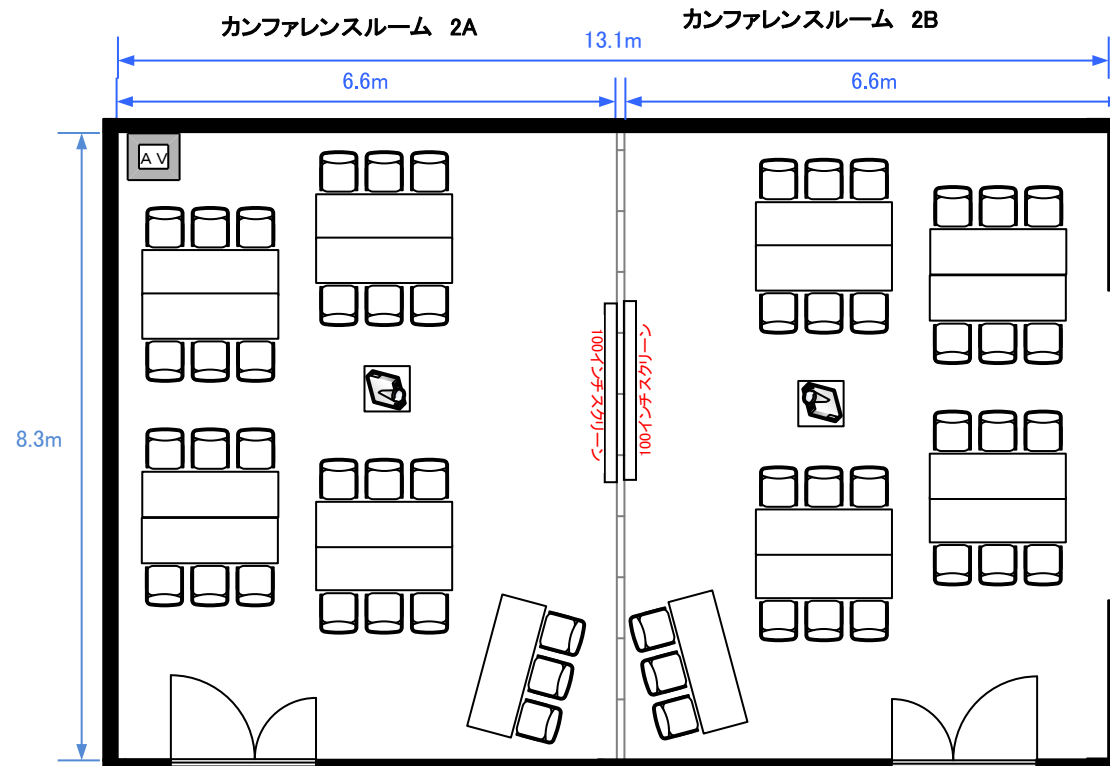 カンファレンスルーム 2A
カンファレンスルーム 2B
13.1m
6.6m
6.6m
AV
8.3m
100インチスクリーン
100インチスクリーン